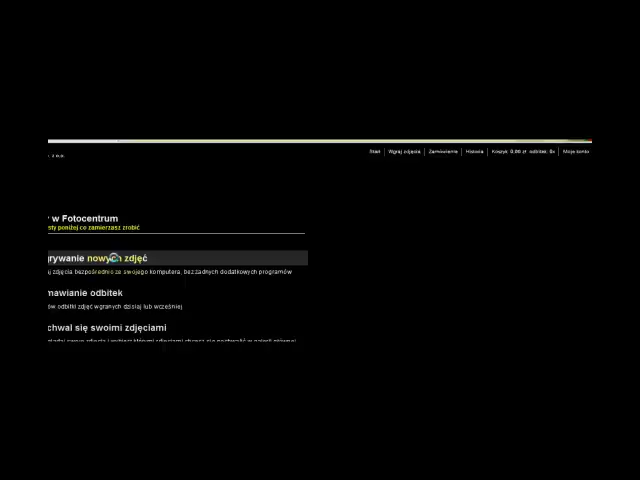 z o.o.
Start Wgraj zdjęcia Zamówienie Historia Koszyk: 0,00 zł odbitek: 0x Moje konto
w Fotocentrum
sty poniżej co zamierzasz zrobić
grywanie nowych zdjęć
aj zdjęcia bezpośrednio ze swojego komputera, bez żadnych dodatkowych programów
mawianie odbitek
ów odbitki zdjęć wgranych dzisiaj lub wcześniej
chwal się swoimi zdjęciami